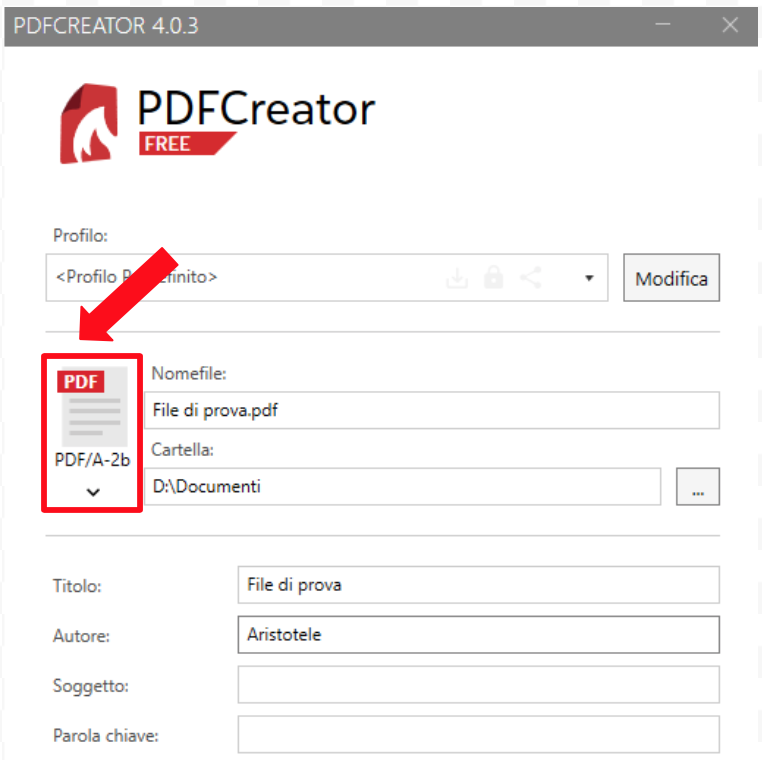 PDFCREATOR 4.0.3
PDFCreator
FREE
Profilo:
<Profilo P efinito>
Modifica
PDF
PDF/A-2b
Nomefile:
File di prova.pdf
Cartella:
D:\Documenti
...
Titolo:
File di prova
Autore:
Aristotele
Soggetto:
Parola chiave: